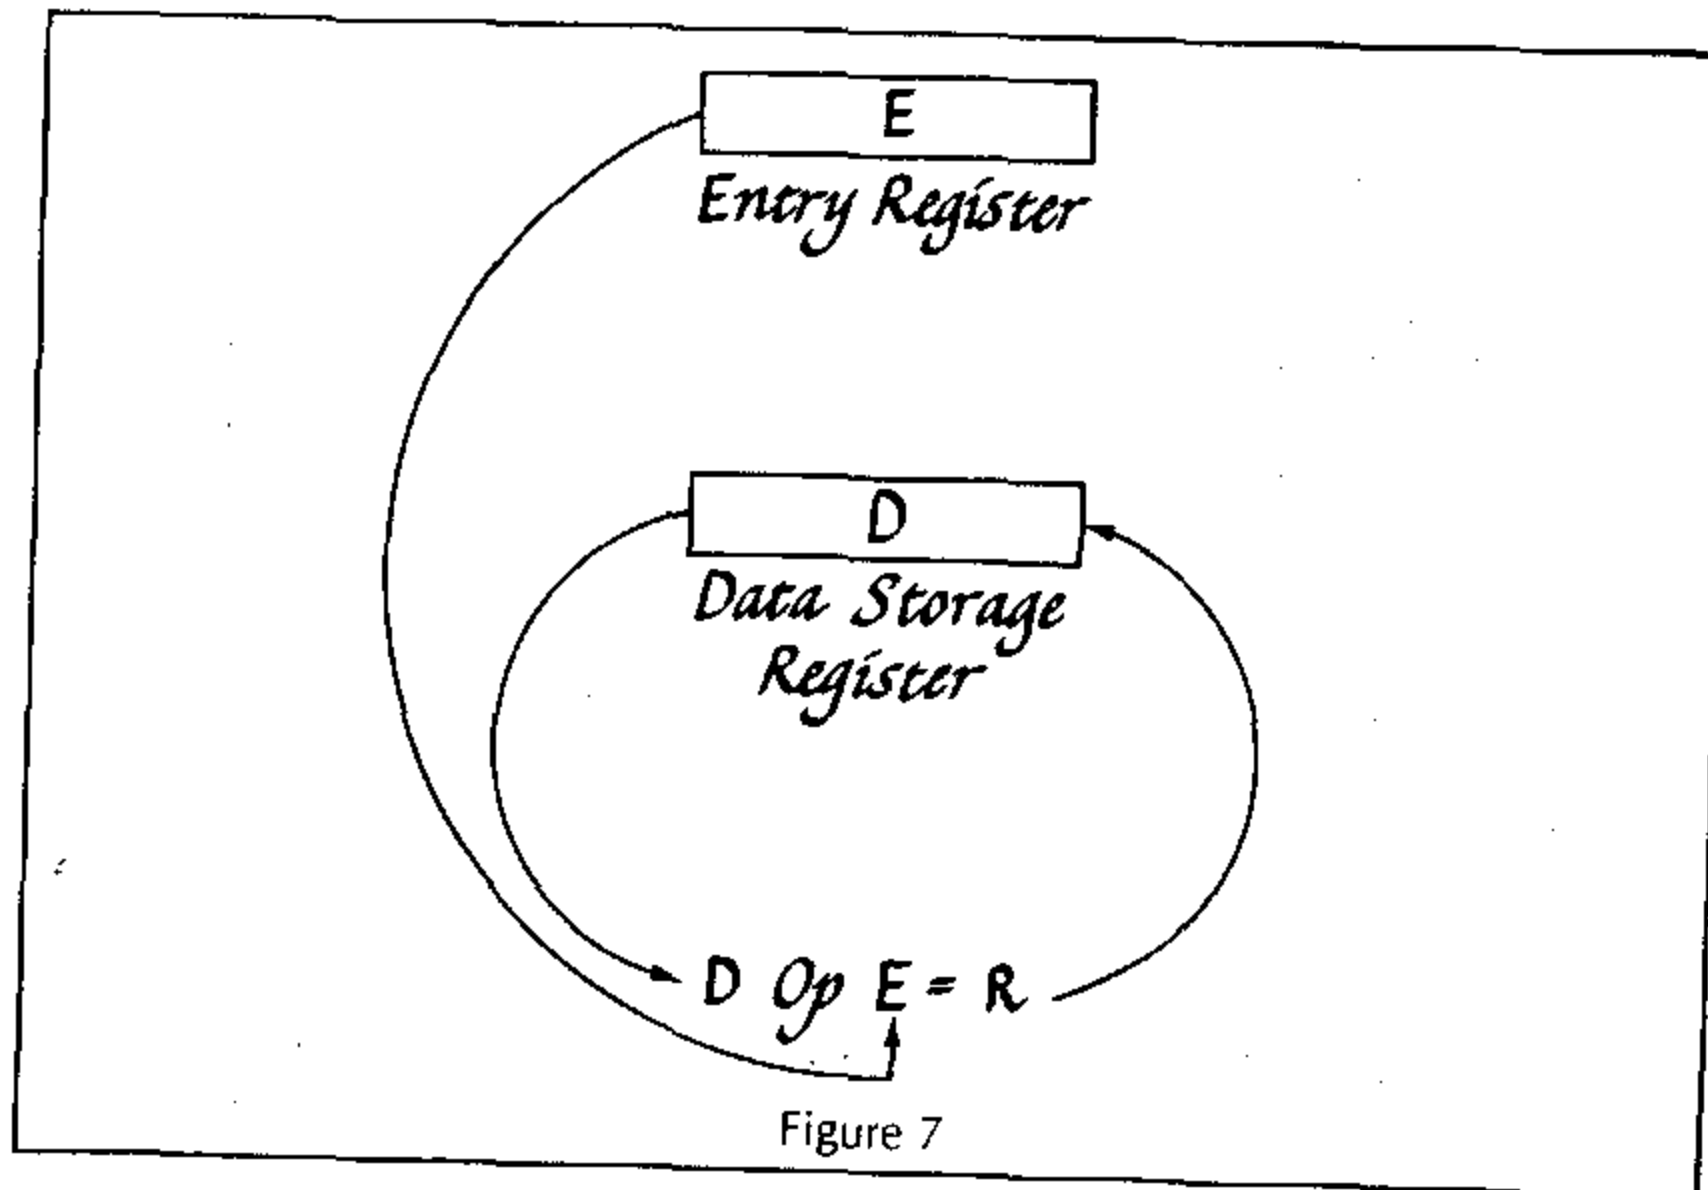 E
Entry Register
D
Data Storage
Register
D Op E = R
Figure 7